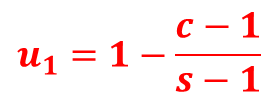 u₁ = 1 − (c − 1)/(s − 1)